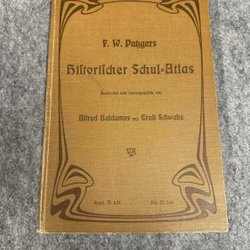 F. W. Putzgers
Historischer Schul-Atlas
Bearbeitet und herausgegeben von
Alfred Baldamus und Ernst Schwabe